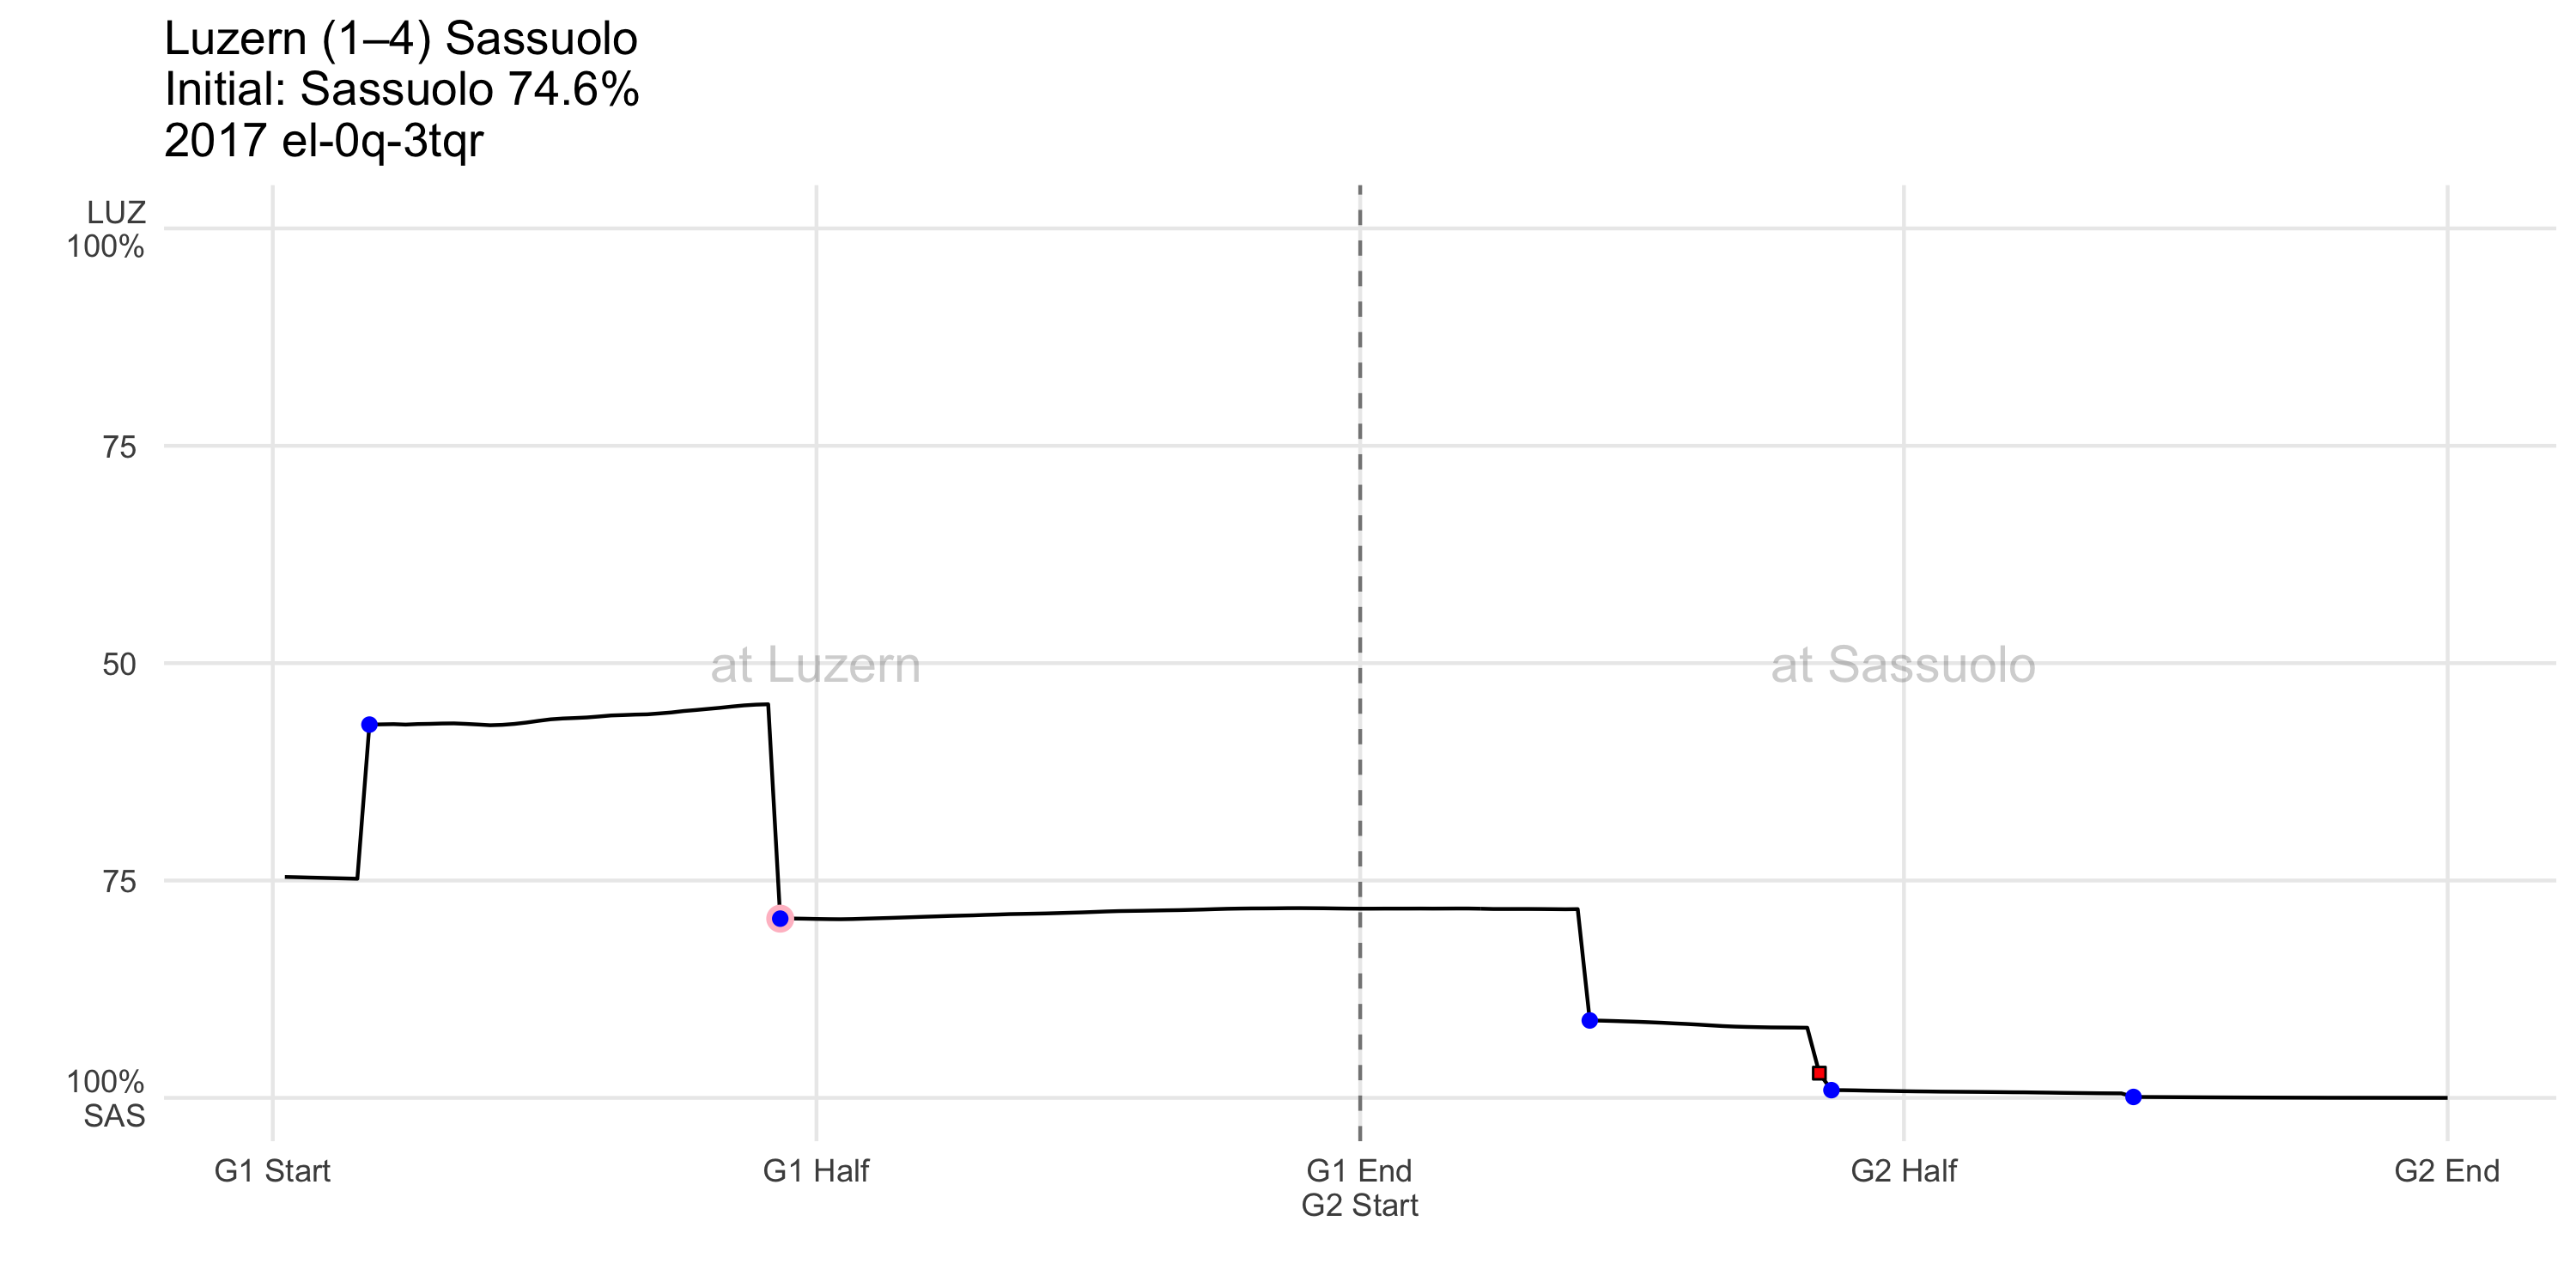 Luzern (1–4) Sassuolo
Initial: Sassuolo 74.6%
2017 el-0q-3tqr
LUZ
100%
75
50
75
100%
SAS
at Luzern
at Sassuolo
G1 Start
G1 Half
G1 End
G2 Start
G2 Half
G2 End